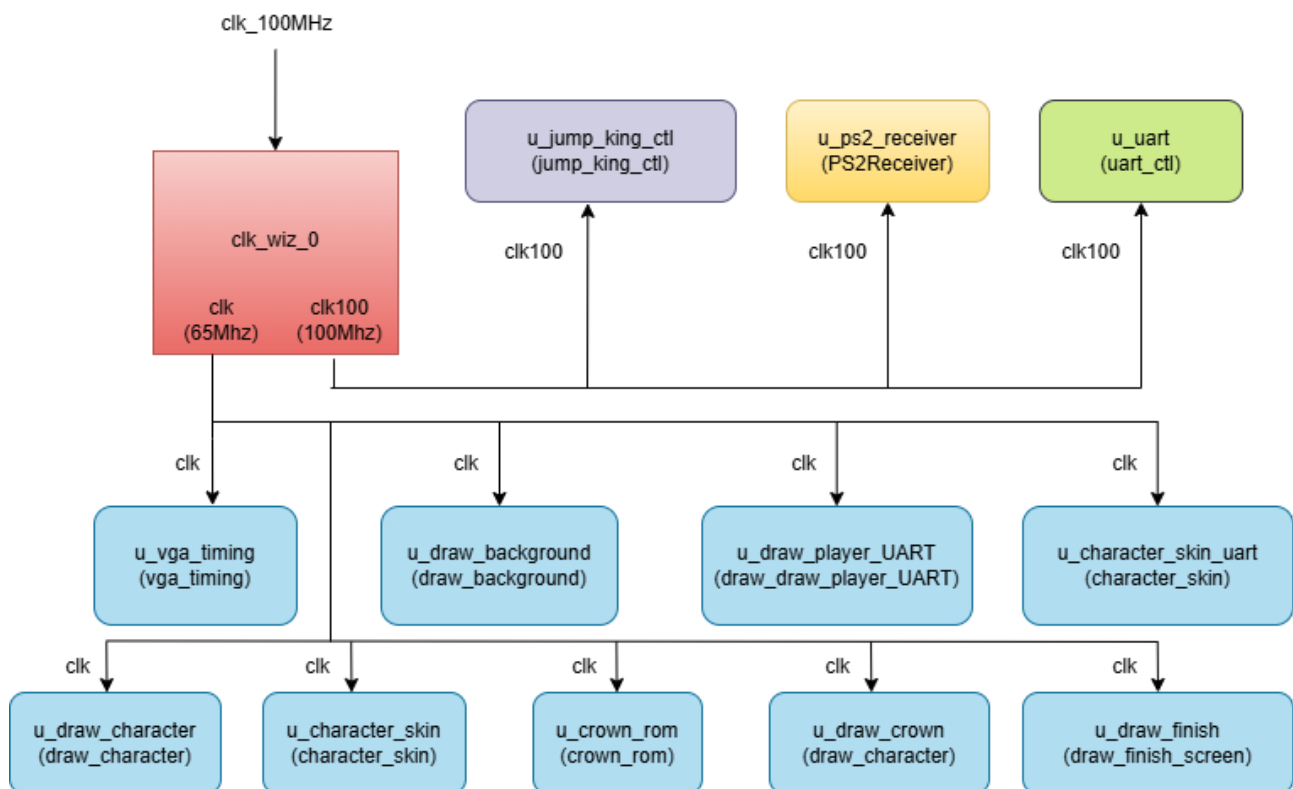 clk_100MHz
u_jump_king_ctl
(jump_king_ctl)
u_ps2_receiver
(PS2Receiver)
u_uart
(uart_ctl)
clk_wiz_0
clk100
clk100
clk100
clk
(65Mhz)
clk100
(100Mhz)
clk
clk
clk
clk
u_vga_timing
(vga_timing)
u_draw_background
(draw_background)
u_draw_player_UART
(draw_draw_player_UART)
u_character_skin_uart
(character_skin)
clk
clk
clk
clk
clk
u_draw_character
(draw_character)
u_character_skin
(character_skin)
u_crown_rom
(crown_rom)
u_draw_crown
(draw_character)
u_draw_finish
(draw_finish_screen)